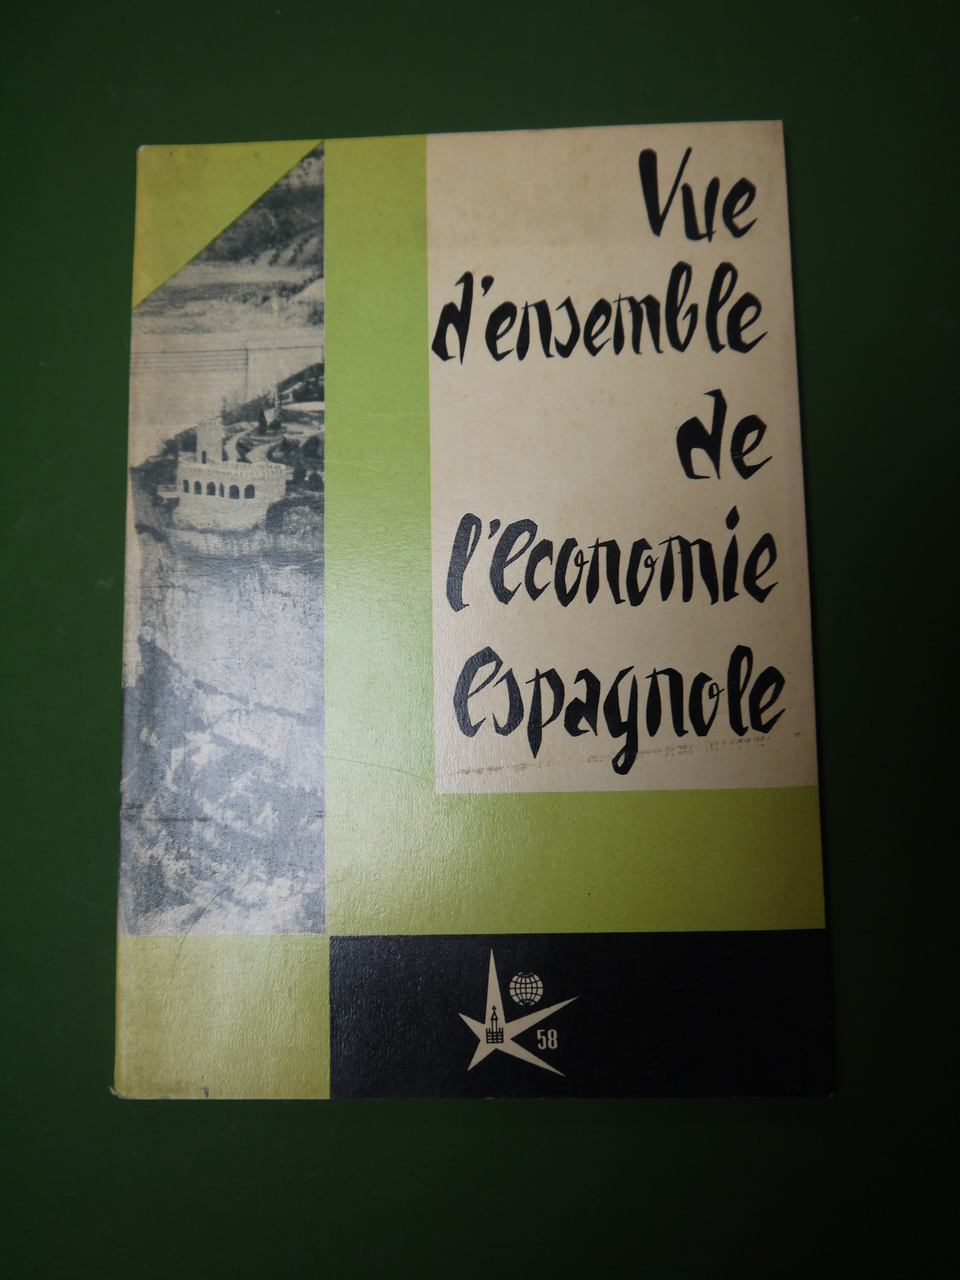 Vue
d'ensemble
de
l'economie
espagnole
58